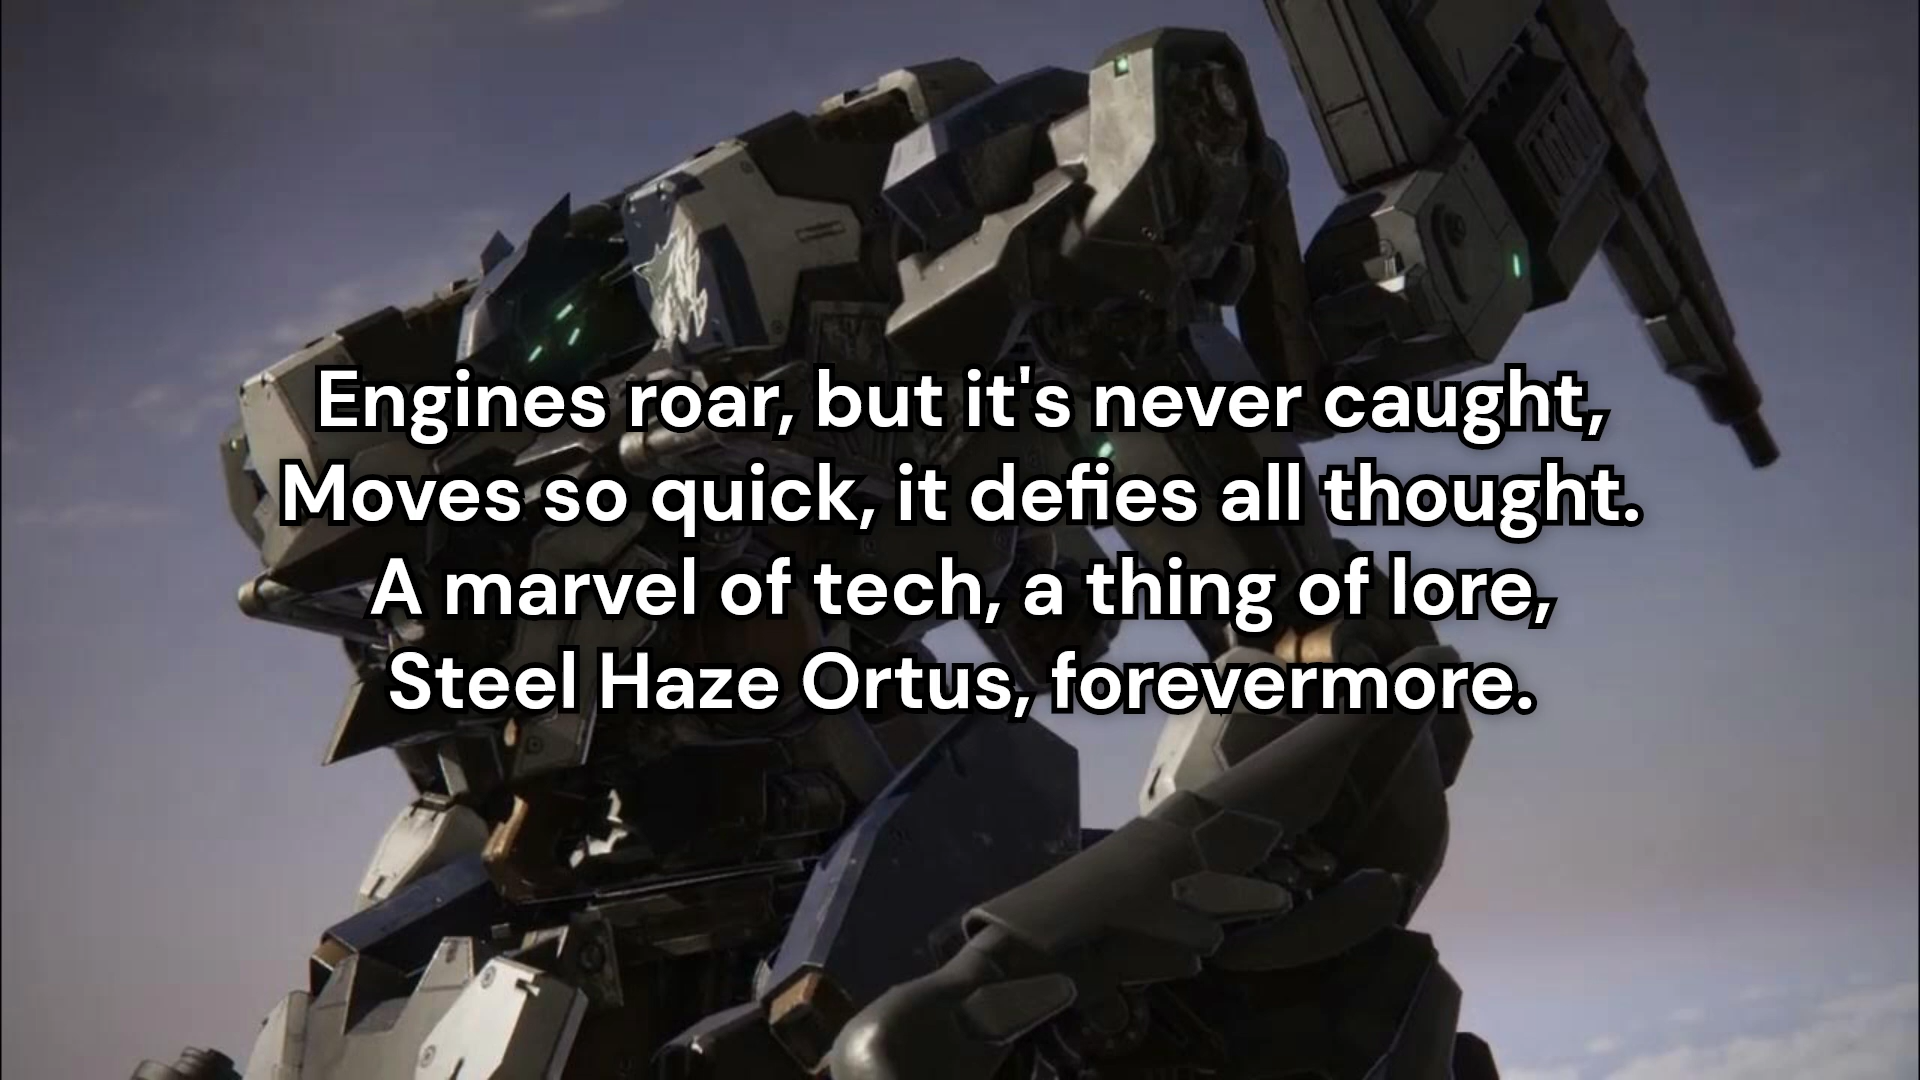 Engines roar, but it's never caught,
Moves so quick, it defies all thought.
A marvel of tech, a thing of lore,
Steel Haze Ortus, forevermore.